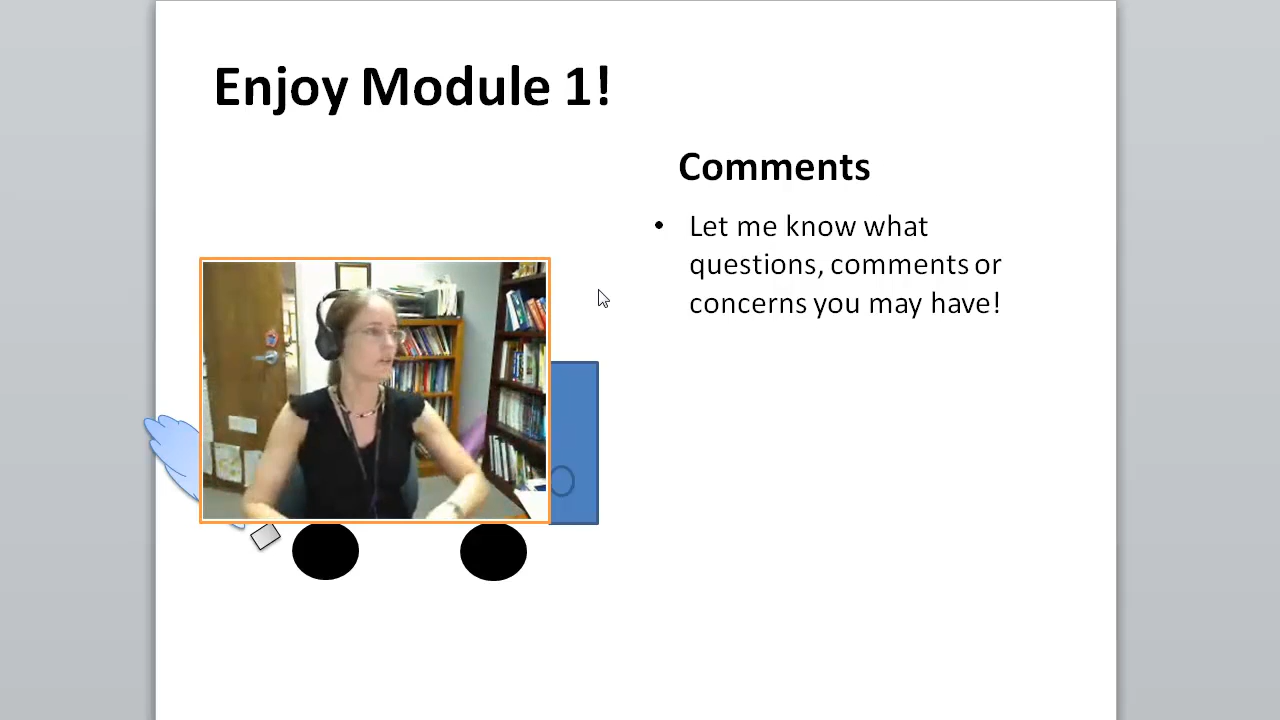 Enjoy Module 1!
Comments
• Let me know what
questions, comments or
concerns you may have!